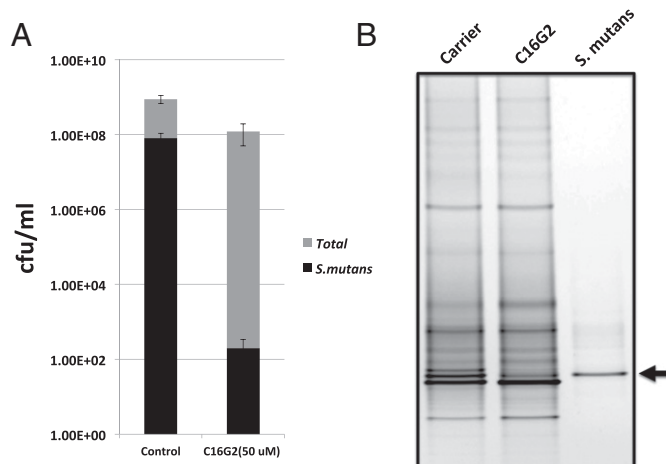 A
1.00E+10
1.00E+08
1.00E+06
1.00E+04
1.00E+02
1.00E+00
cfu/ml
Control
C16G2(50 uM)
Total
S.mutans
B
Carrier
C16G2
S. mutans